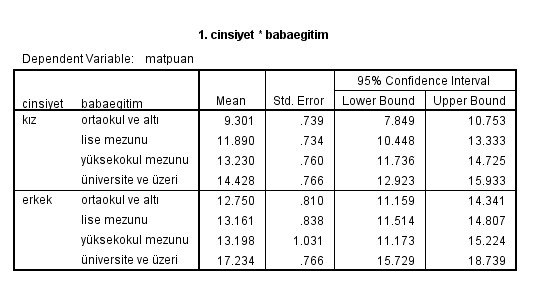 1. cinsiyet * babaegitim
Dependent Variable: matpuan
95% Confidence Interval
cinsiyet babaegitim Mean Std. Error Lower Bound Upper Bound
kız ortaokul ve altı 9.301 .739 7.849 10.753
lise mezunu 11.890 .734 10.448 13.333
yüksekokul mezunu 13.230 .760 11.736 14.725
üniversite ve üzeri 14.428 .766 12.923 15.933
erkek ortaokul ve altı 12.750 .810 11.159 14.341
lise mezunu 13.161 .838 11.514 14.807
yüksekokul mezunu 13.198 1.031 11.173 15.224
üniversite ve üzeri 17.234 .766 15.729 18.739